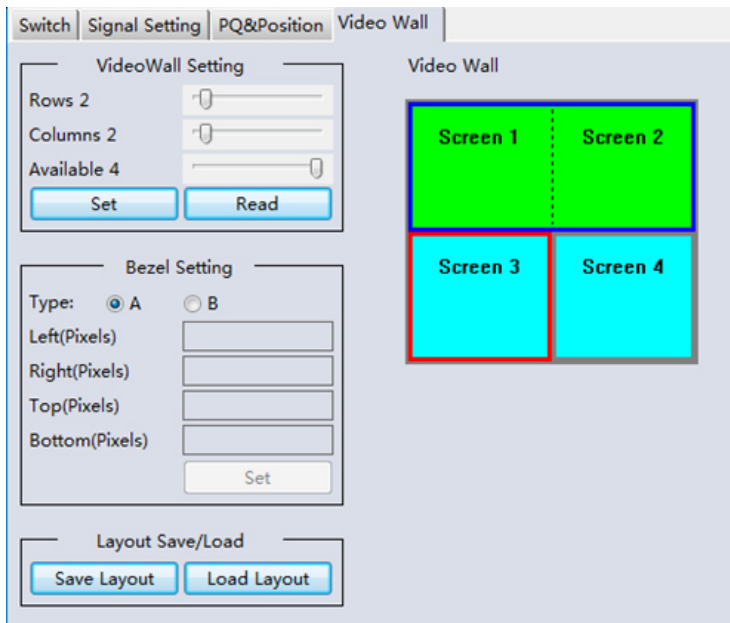 Switch Signal Setting PQ&Position Video Wall
VideoWall Setting
Rows 2
Columns 2
Available 4
Set Read
Bezel Setting
Type: A B
Left(Pixels)
Right(Pixels)
Top(Pixels)
Bottom(Pixels)
Set
Layout Save/Load
Save Layout Load Layout
Video Wall
Screen 1 Screen 2
Screen 3 Screen 4